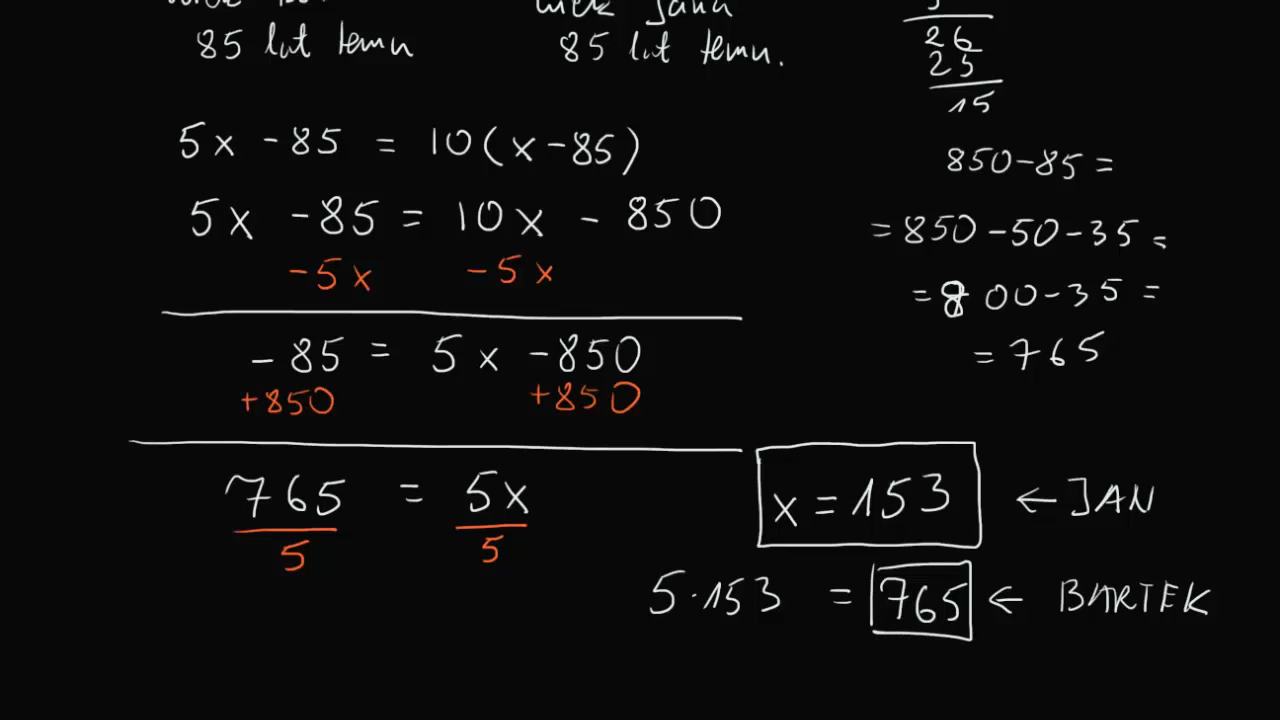 85 lat temu
85 lat temu.
5x - 85 = 10(x - 85)
5x - 85 = 10x - 850
-5x -5x
-85 = 5x - 850
+850 +850
765 = 5x
5 5
26
25
15
850 - 85 =
= 850 - 50 - 35 =
= 800 - 35 =
= 765
x = 153 ← JAN
5 · 153 = 765 ← BARTEK